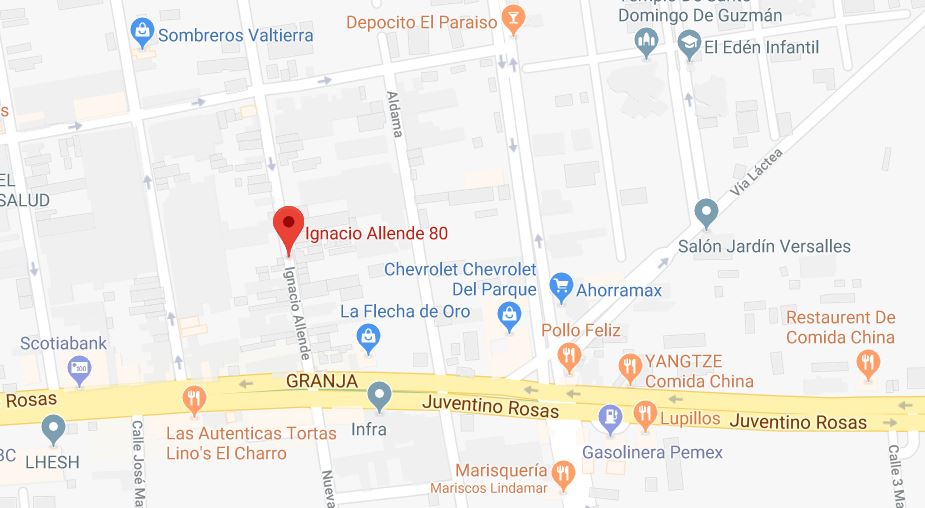 Templo De Santo
Domingo De Guzmán
Depocito El Paraiso
Sombreros Valtierra
El Edén Infantil
Aldama
s
EL
SALUD
Vía Láctea
Ignacio Allende 80
Salón Jardín Versalles
Ignacio Allende
Chevrolet Chevrolet
Del Parque
Ahorramax
La Flecha de Oro
Pollo Feliz
Restaurent De
Comida China
Scotiabank
YANGTZE
Comida China
GRANJA
Rosas
Juventino Rosas
Lupillos
Juventino Rosas
Infra
Las Autenticas Tortas
Lino's El Charro
Calle José Ma
Gasolinera Pemex
BC
LHESH
Marisquería
Mariscos Lindamar
Nueva
Calle 3 Ma